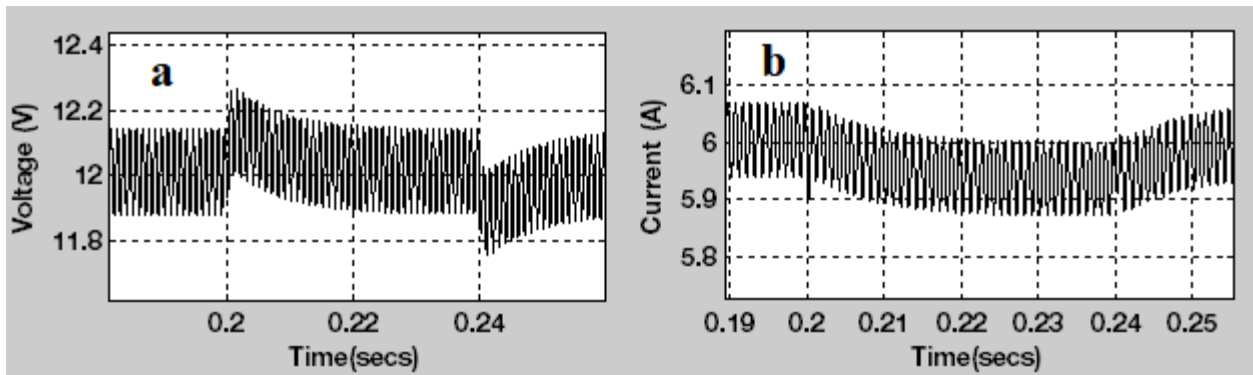 a
Voltage (V)
12.4
12.2
12
11.8
0.2 0.22 0.24
Time(secs)
b
Current (A)
6.1
6
5.9
5.8
0.19 0.2 0.21 0.22 0.23 0.24 0.25
Time(secs)